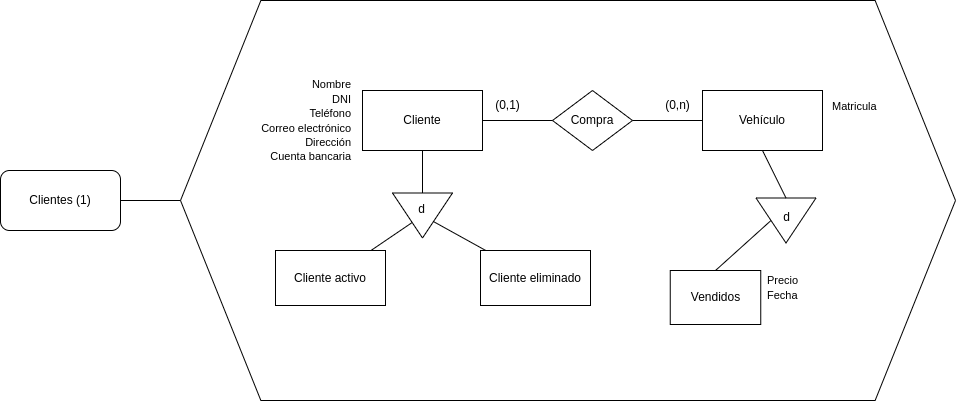 Nombre
DNI
Teléfono
Correo electrónico
Dirección
Cuenta bancaria
Cliente
(0,1)
Compra
(0,n)
Vehículo
Matricula
Clientes (1)
d
d
Cliente activo
Cliente eliminado
Vendidos
Precio
Fecha